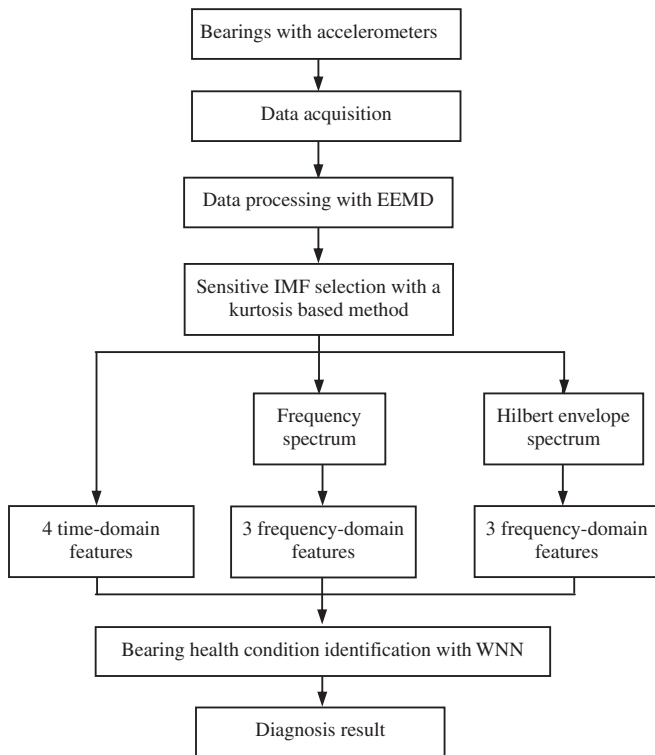 Bearings with accelerometers
Data acquisition
Data processing with EEMD
Sensitive IMF selection with a
kurtosis based method
Frequency
spectrum
Hilbert envelope
spectrum
4 time-domain
features
3 frequency-domain
features
3 frequency-domain
features
Bearing health condition identification with WNN
Diagnosis result